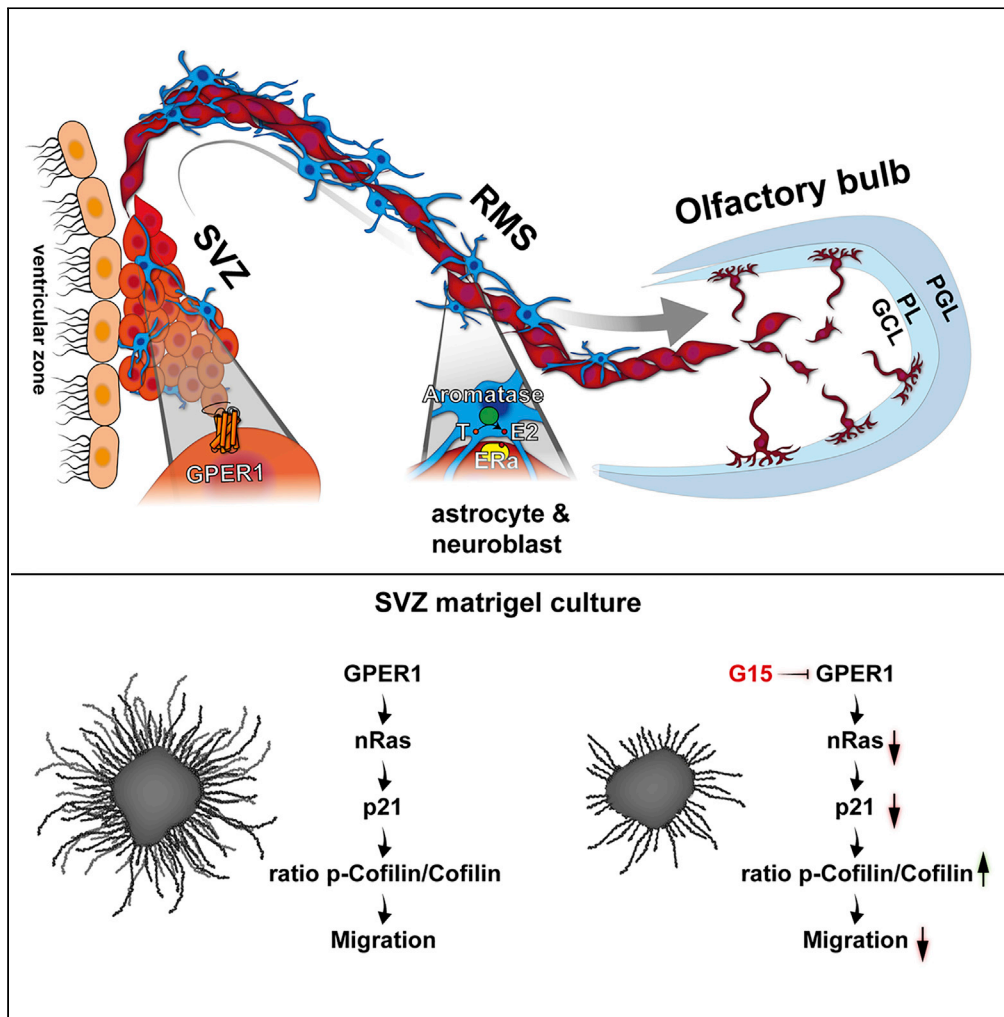 ventricular zone
SVZ
GPER1
RMS
Aromatase
T E2
ERa
astrocyte &
neuroblast
Olfactory bulb
GCL
PL
PGL
SVZ matrigel culture
GPER1
nRas
p21
ratio p-Cofilin/Cofilin
Migration
G15 GPER1
nRas
p21
ratio p-Cofilin/Cofilin
Migration